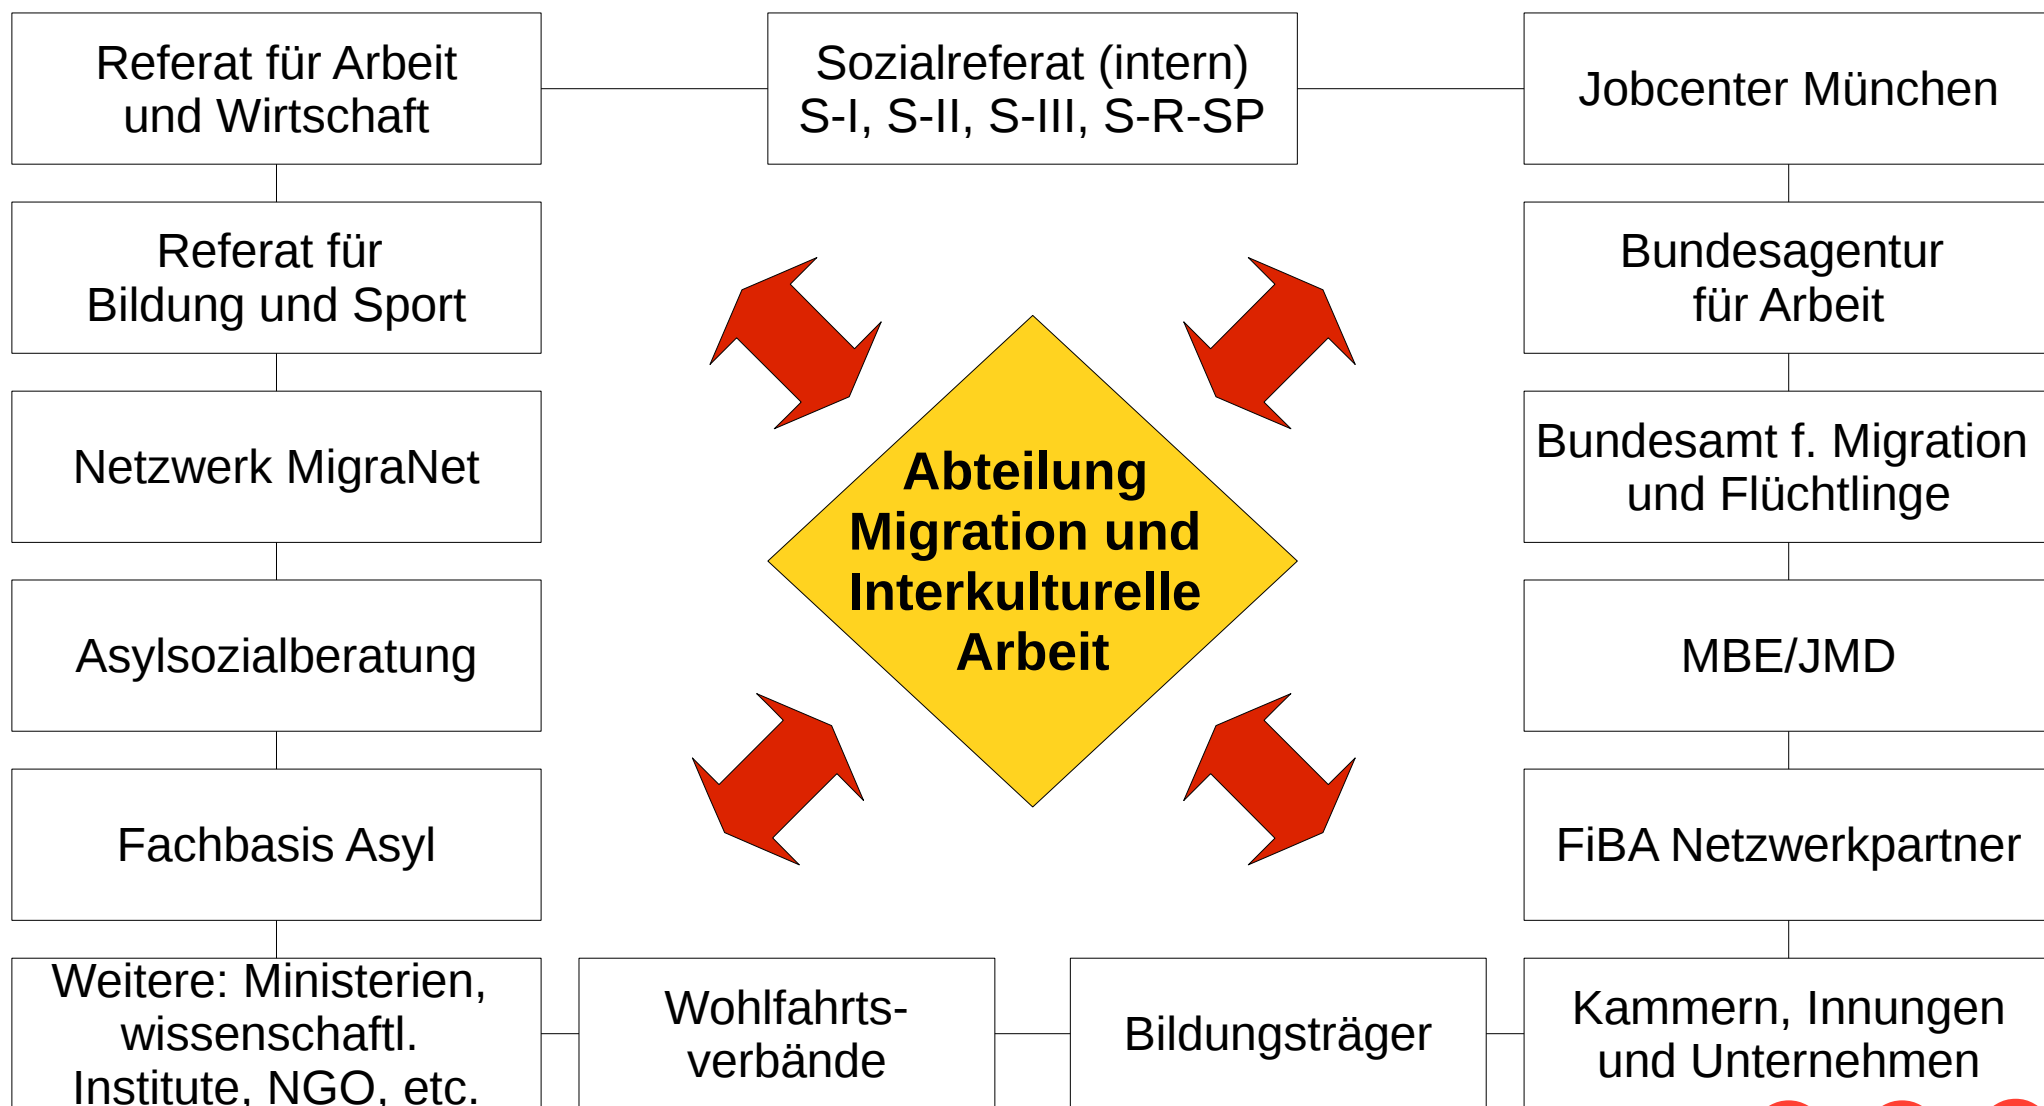 Referat für Arbeit
und Wirtschaft
Sozialreferat (intern)
S-I, S-II, S-III, S-R-SP
Jobcenter München
Referat für
Bildung und Sport
Bundesagentur
für Arbeit
Netzwerk MigraNet
Bundesamt f. Migration
und Flüchtlinge
Abteilung
Migration und
Interkulturelle
Arbeit
Asylsozialberatung
MBE/JMD
Fachbasis Asyl
FiBA Netzwerkpartner
Weitere: Ministerien,
wissenschaftl.
Institute, NGO, etc.
Wohlfahrts-
verbände
Bildungsträger
Kammern, Innungen
und Unternehmen